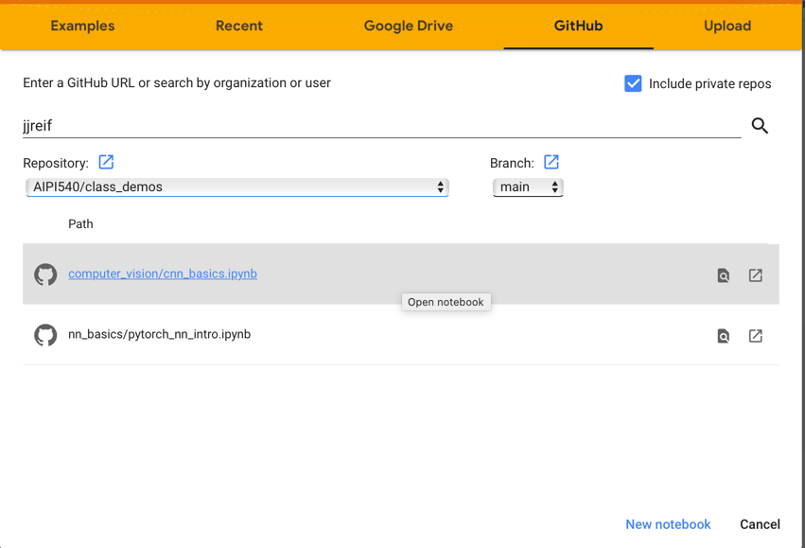 Examples Recent Google Drive GitHub Upload
Enter a GitHub URL or search by organization or user Include private repos
jjreif
Repository: Branch:
AIPI540/class_demos main
Path
computer_vision/cnn_basics.ipynb
Open notebook
nn_basics/pytorch_nn_intro.ipynb
New notebook Cancel